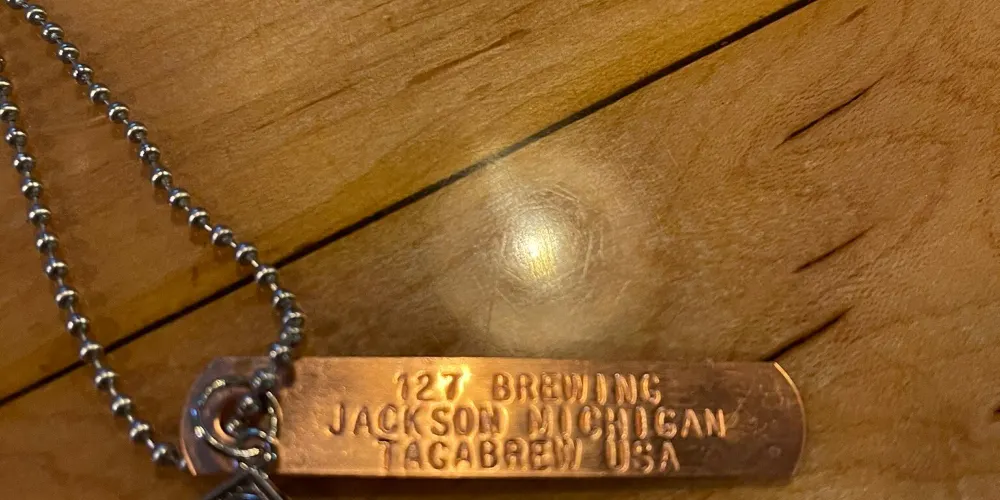 127 BREWING
JACKSON MICHIGAN
TAGABREW USA